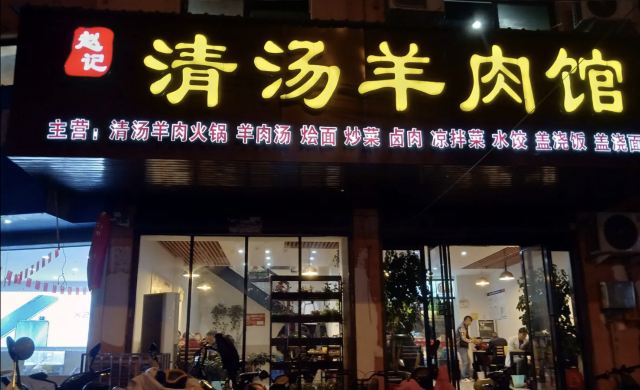 赵记
清汤羊肉馆
主营：清汤羊肉火锅 羊肉汤 烩面 炒菜 卤肉 凉拌菜 水饺 盖浇饭 盖浇面